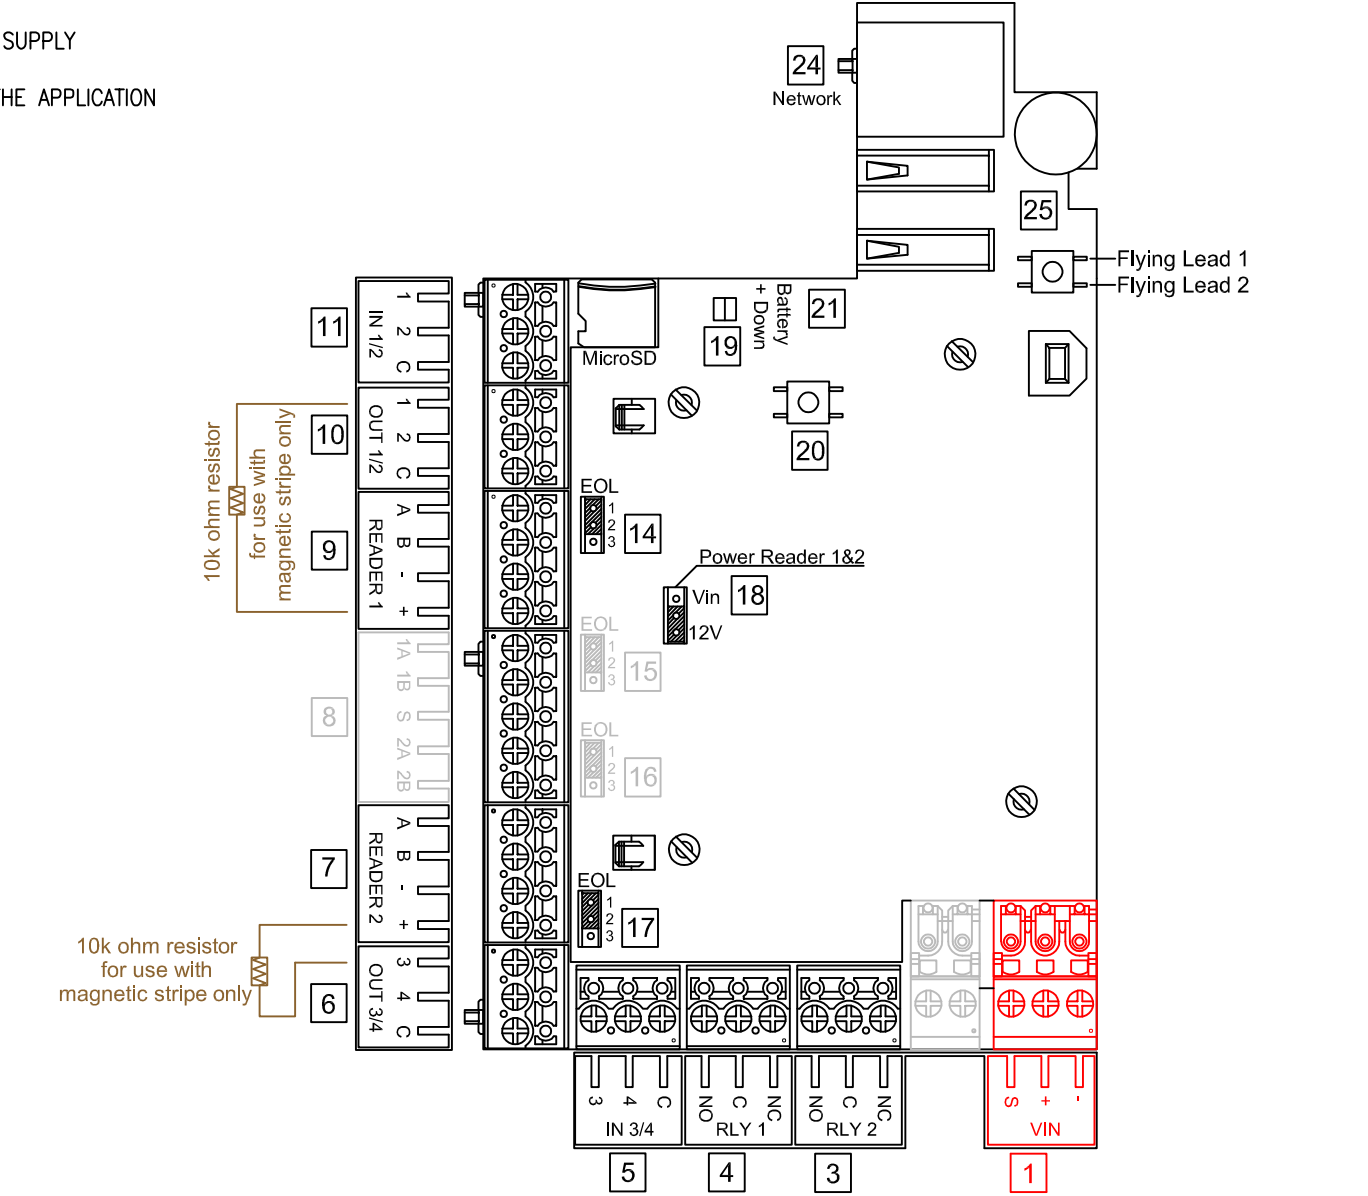 SUPPLY
THE APPLICATION
24
Network
25
Flying Lead 1
Flying Lead 2
11
1 2 C
IN 1/2
MicroSD
19
Battery
+ Down
21
20
10
1 2 C
OUT 1/2
10k ohm resistor
for use with
magnetic stripe only
9
A B - +
READER 1
EOL
1
2
3
14
Power Reader 1&2
Vin
18
12V
8
1A 1B S 2A 2B
EOL
1
2
3
15
EOL
1
2
3
16
7
A B - +
READER 2
EOL
1
2
3
17
10k ohm resistor
for use with
magnetic stripe only
6
3 4 C
OUT 3/4
3 4 C
IN 3/4
5
NO C NC
RLY 1
4
NO C NC
RLY 2
3
S + -
VIN
1